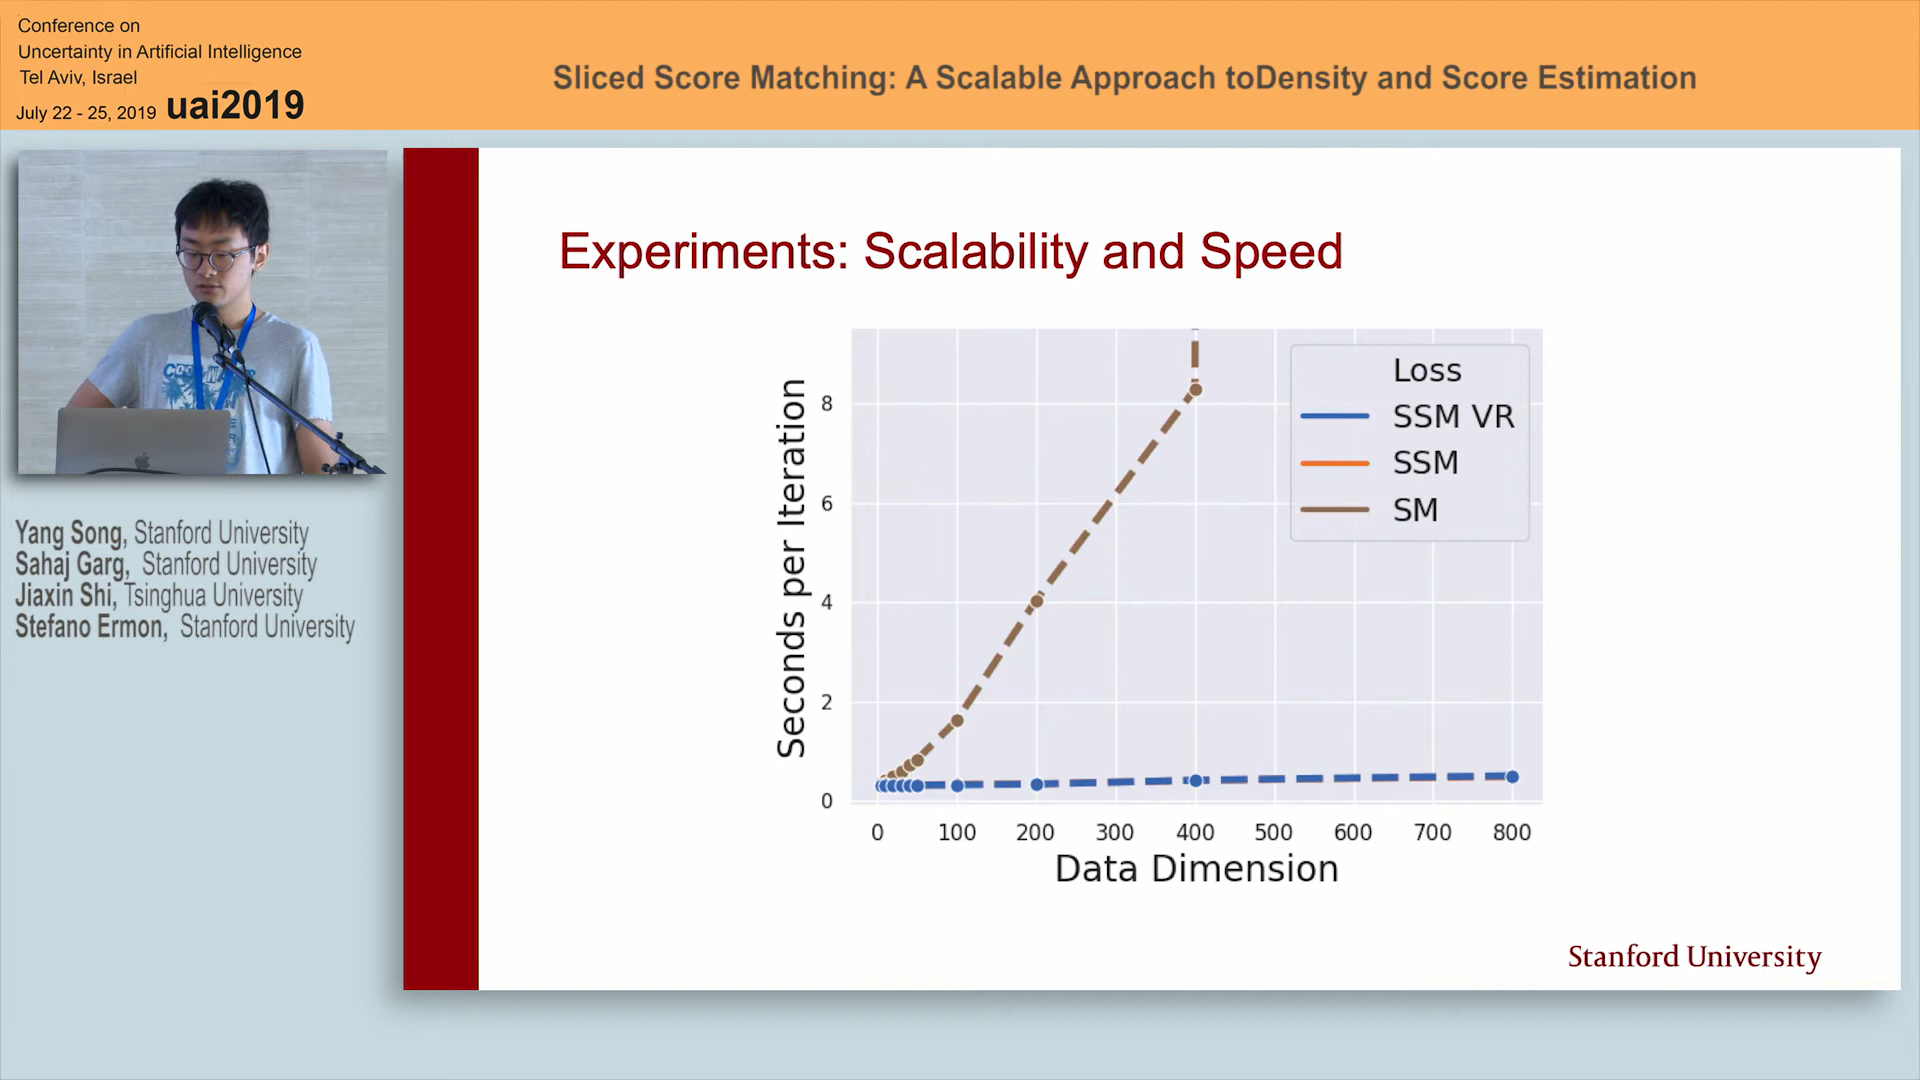 Conference on
Uncertainty in Artificial Intelligence
Tel Aviv, Israel
July 22 - 25, 2019 uai2019
Sliced Score Matching: A Scalable Approach toDensity and Score Estimation
Yang Song, Stanford University
Sahaj Garg, Stanford University
Jiaxin Shi, Tsinghua University
Stefano Ermon, Stanford University
Experiments: Scalability and Speed
Seconds per Iteration
8
6
4
2
0
0 100 200 300 400 500 600 700 800
Data Dimension
Loss
SSM VR
SSM
SM
Stanford University